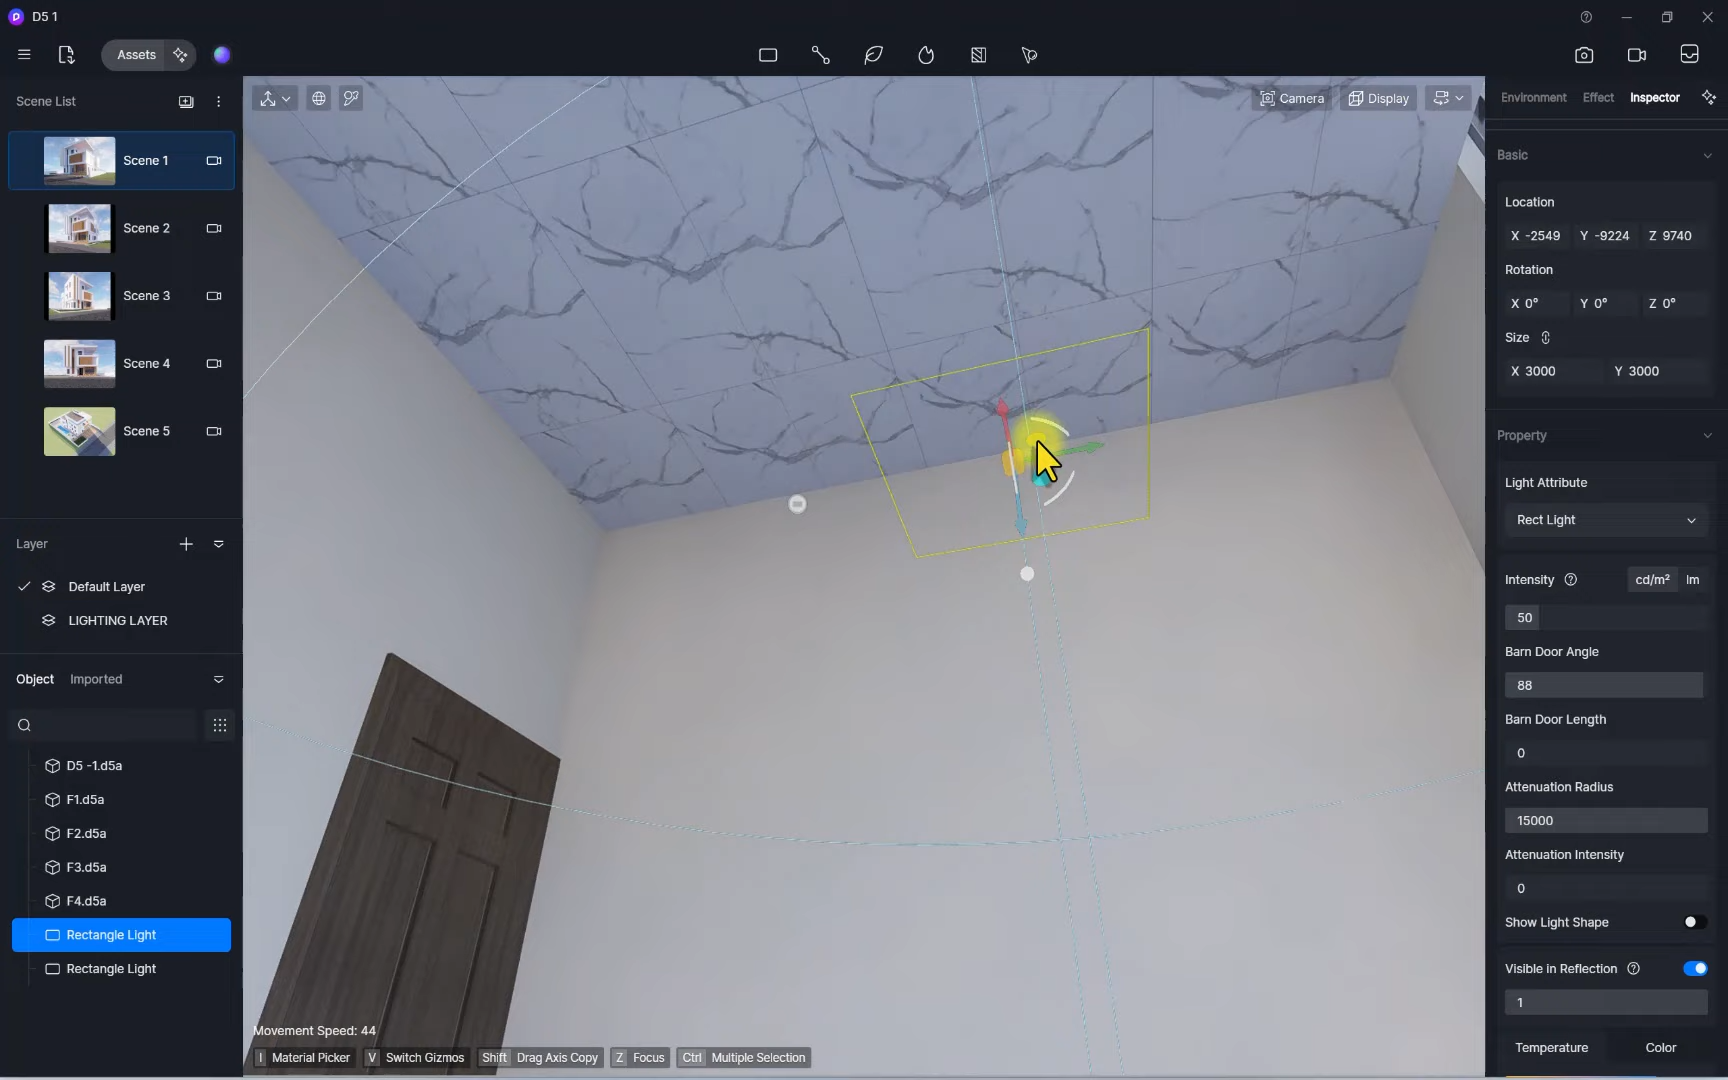 D5 1
Assets
Scene List
Scene 1
Scene 2
Scene 3
Scene 4
Scene 5
Layer
Default Layer
LIGHTING LAYER
Object Imported
D5 -1.d5a
F1.d5a
F2.d5a
F3.d5a
F4.d5a
Rectangle Light
Rectangle Light
Camera Display
Movement Speed: 44
I Material Picker V Switch Gizmos Shift Drag Axis Copy Z Focus Ctrl Multiple Selection
Environment Effect Inspector
Basic
Location
X -2549 Y -9224 Z 9740
Rotation
X 0° Y 0° Z 0°
Size
X 3000 Y 3000
Property
Light Attribute
Rect Light
Intensity cd/m² lm
50
Barn Door Angle
88
Barn Door Length
0
Attenuation Radius
15000
Attenuation Intensity
0
Show Light Shape
Visible in Reflection
1
Temperature Color